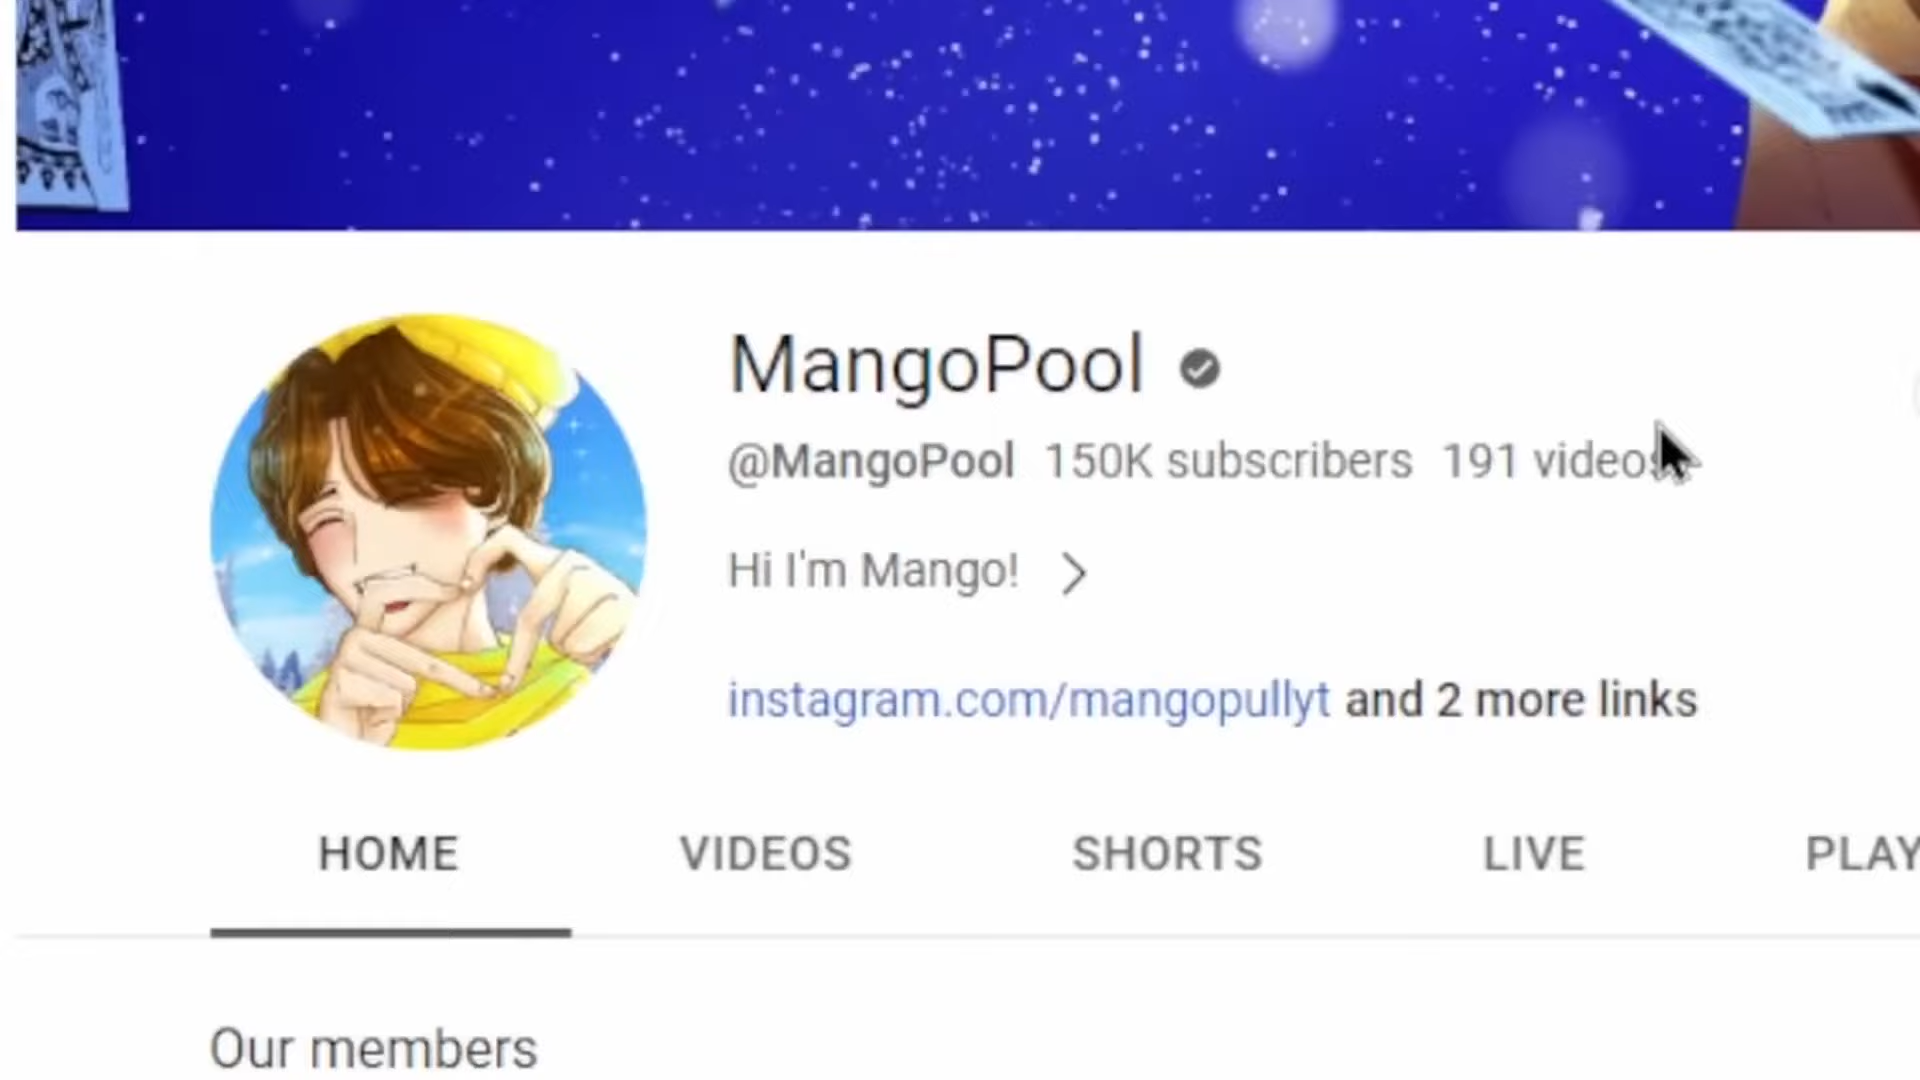 MangoPool
@MangoPool 150K subscribers 191 videos
Hi I'm Mango!
instagram.com/mangopullyt and 2 more links
HOME VIDEOS SHORTS LIVE PLAY
Our members